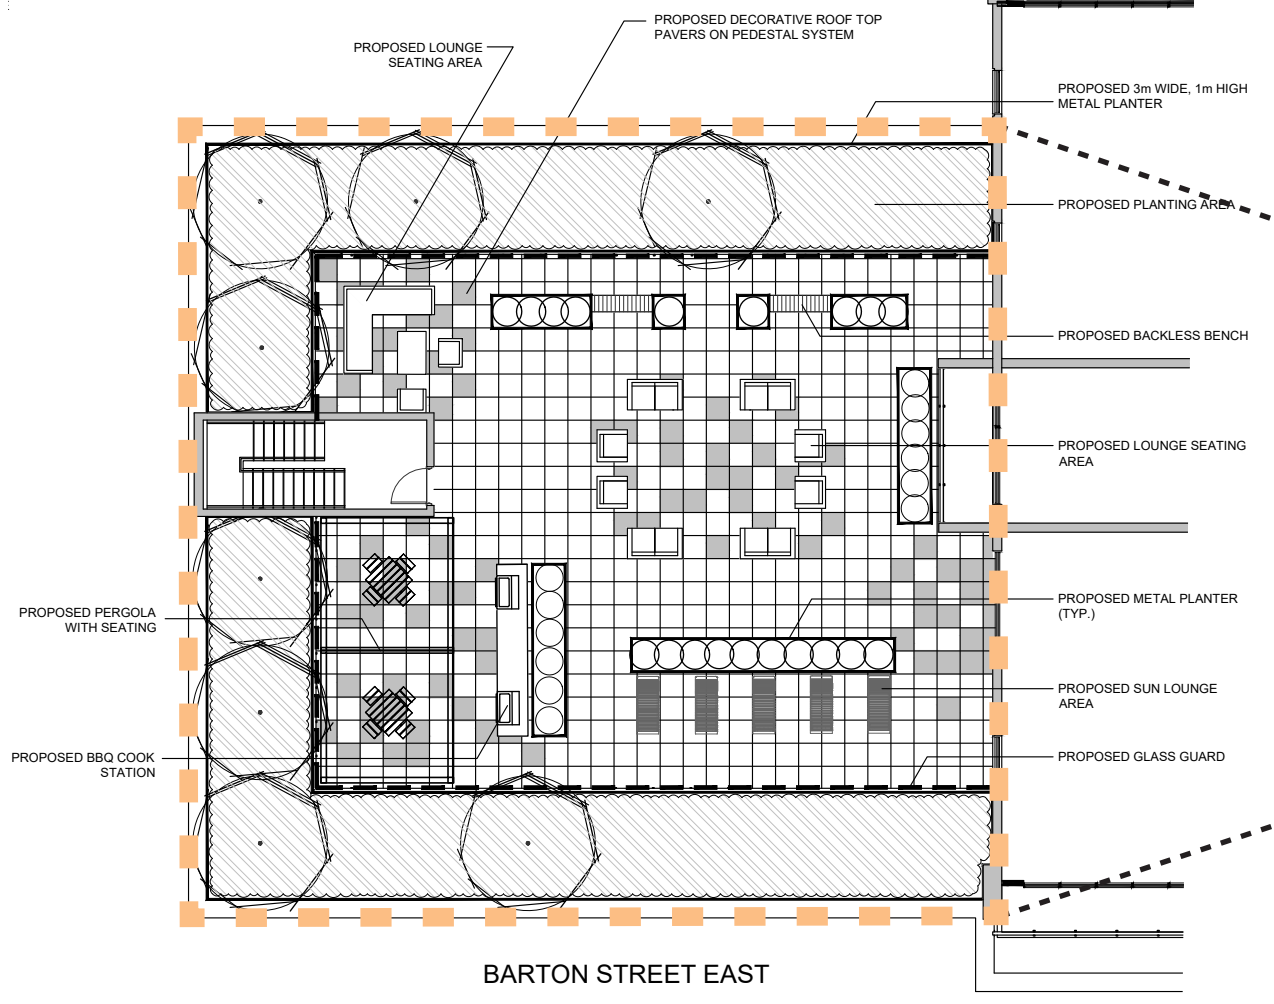 PROPOSED DECORATIVE ROOF TOP
PAVERS ON PEDESTAL SYSTEM
PROPOSED LOUNGE
SEATING AREA
PROPOSED 3m WIDE, 1m HIGH
METAL PLANTER
PROPOSED PLANTING AREA
PROPOSED BACKLESS BENCH
PROPOSED LOUNGE SEATING
AREA
PROPOSED METAL PLANTER
(TYP.)
PROPOSED PERGOLA
WITH SEATING
PROPOSED SUN LOUNGE
AREA
PROPOSED BBQ COOK
STATION
PROPOSED GLASS GUARD
BARTON STREET EAST